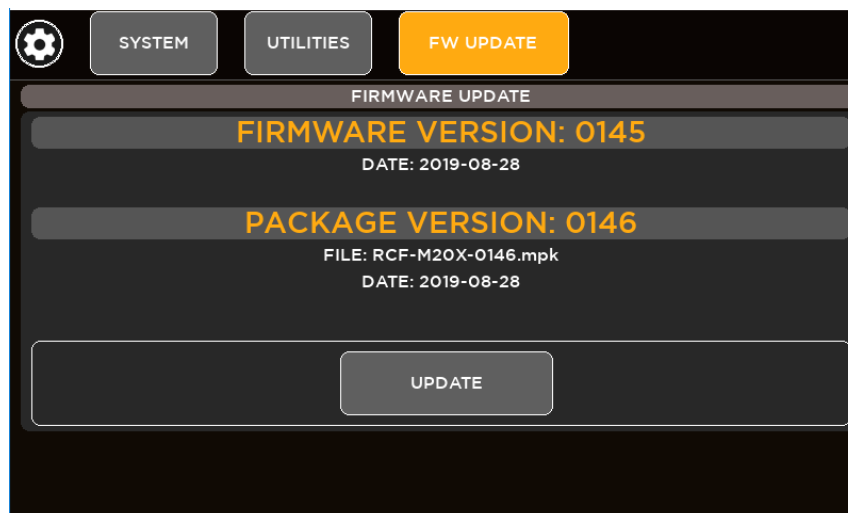 SYSTEM UTILITIES FW UPDATE
FIRMWARE UPDATE
FIRMWARE VERSION: 0145
DATE: 2019-08-28
PACKAGE VERSION: 0146
FILE: RCF-M20X-0146.mpk
DATE: 2019-08-28
UPDATE